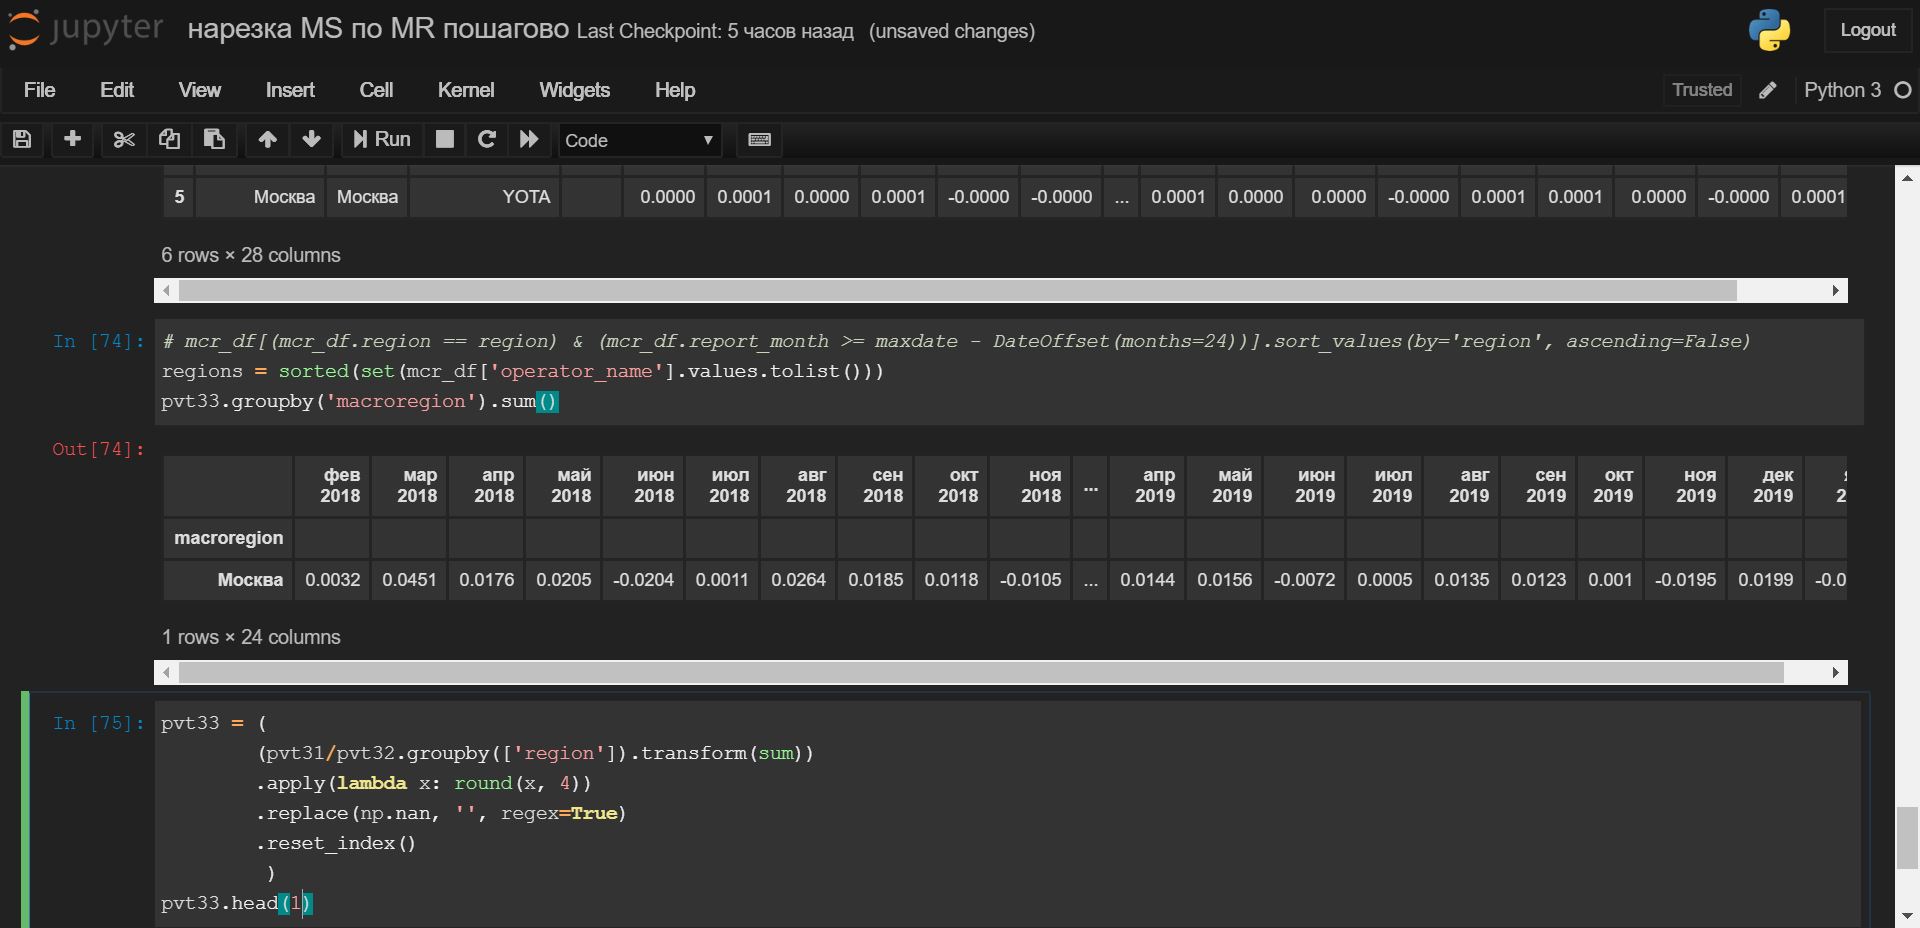 jupyter нарезка MS по MR пошагово Last Checkpoint: 5 часов назад (unsaved changes) Logout
File Edit View Insert Cell Kernel Widgets Help Trusted Python 3
Run Code
5 Москва Москва YOTA 0.0000 0.0001 0.0000 0.0001 -0.0000 -0.0000 ... 0.0001 0.0000 0.0000 -0.0000 0.0001 0.0001 0.0000 -0.0000 0.0001
6 rows × 28 columns
In [74]: # mcr_df[(mcr_df.region == region) & (mcr_df.report_month >= maxdate - DateOffset(months=24))].sort_values(by='region', ascending=False)
regions = sorted(set(mcr_df['operator_name'].values.tolist()))
pvt33.groupby('macroregion').sum()
Out[74]:
фев мар апр май июн июл авг сен окт ноя ... апр май июн июл авг сен окт ноя дек
2018 2018 2018 2018 2018 2018 2018 2018 2018 2018 2019 2019 2019 2019 2019 2019 2019 2019 2019 2
macroregion
Москва 0.0032 0.0451 0.0176 0.0205 -0.0204 0.0011 0.0264 0.0185 0.0118 -0.0105 ... 0.0144 0.0156 -0.0072 0.0005 0.0135 0.0123 0.001 -0.0195 0.0199 -0.0
1 rows × 24 columns
In [75]: pvt33 = (
(pvt31/pvt32.groupby(['region']).transform(sum))
.apply(lambda x: round(x, 4))
.replace(np.nan, '', regex=True)
.reset_index()
)
pvt33.head(1)